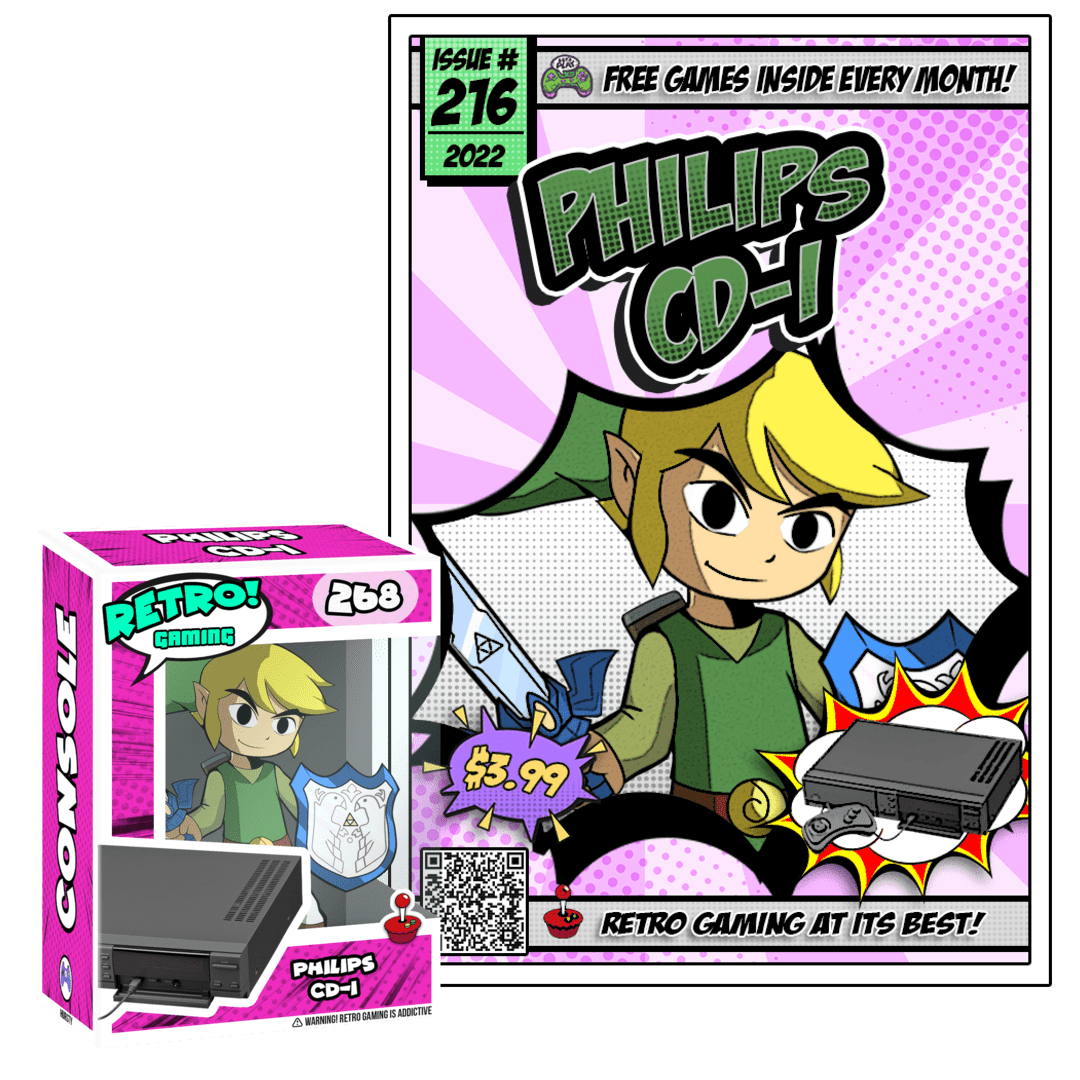 ISSUE #
216
2022
FREE GAMES INSIDE EVERY MONTH!
PHILIPS
CD-I
$3.99
RETRO GAMING AT ITS BEST!
PHILIPS
CD-I
RETRO!
GAMING
268
CONSOLE
PHILIPS
CD-I
WARNING! RETRO GAMING IS ADDICTIVE